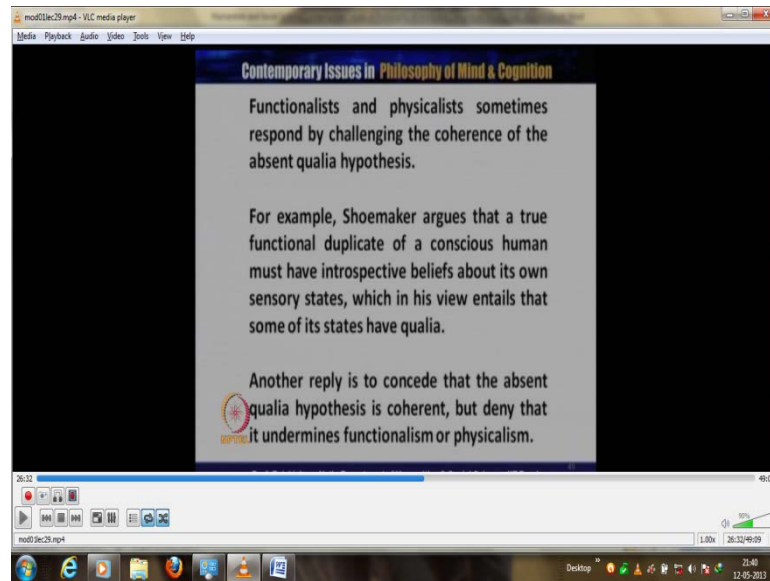 mod01lec29.mp4 - VLC media player
Media Playback Audio Video Tools View Help
Contemporary Issues in Philosophy of Mind & Cognition
Functionalists and physicalists sometimes
respond by challenging the coherence of the
absent qualia hypothesis.
For example, Shoemaker argues that a true
functional duplicate of a conscious human
must have introspective beliefs about its own
sensory states, which in his view entails that
some of its states have qualia.
Another reply is to concede that the absent
qualia hypothesis is coherent, but deny that
it undermines functionalism or physicalism.
NPTEL
26:32
mod01lec29.mp4
1.00x 26:32/49:09
Desktop
21:40
12-05-2013